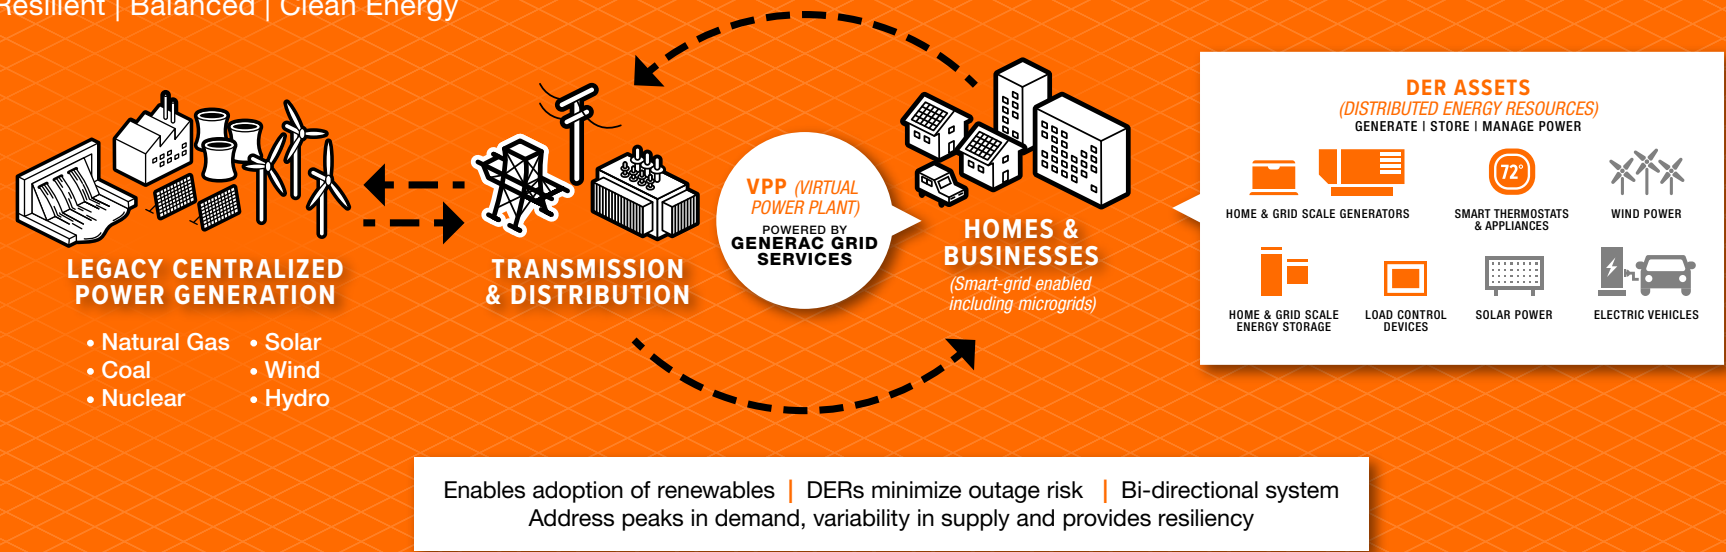 Resilient | Balanced | Clean Energy
LEGACY CENTRALIZED
POWER GENERATION
• Natural Gas
• Coal
• Nuclear
• Solar
• Wind
• Hydro
TRANSMISSION
& DISTRIBUTION
VPP (VIRTUAL
POWER PLANT)
POWERED BY
GENERAC GRID
SERVICES
HOMES &
BUSINESSES
(Smart-grid enabled
including microgrids)
DER ASSETS
(DISTRIBUTED ENERGY RESOURCES)
GENERATE | STORE | MANAGE POWER
HOME & GRID SCALE GENERATORS
72°
SMART THERMOSTATS
& APPLIANCES
WIND POWER
HOME & GRID SCALE
ENERGY STORAGE
LOAD CONTROL
DEVICES
SOLAR POWER
ELECTRIC VEHICLES
Enables adoption of renewables | DERs minimize outage risk | Bi-directional system
Address peaks in demand, variability in supply and provides resiliency